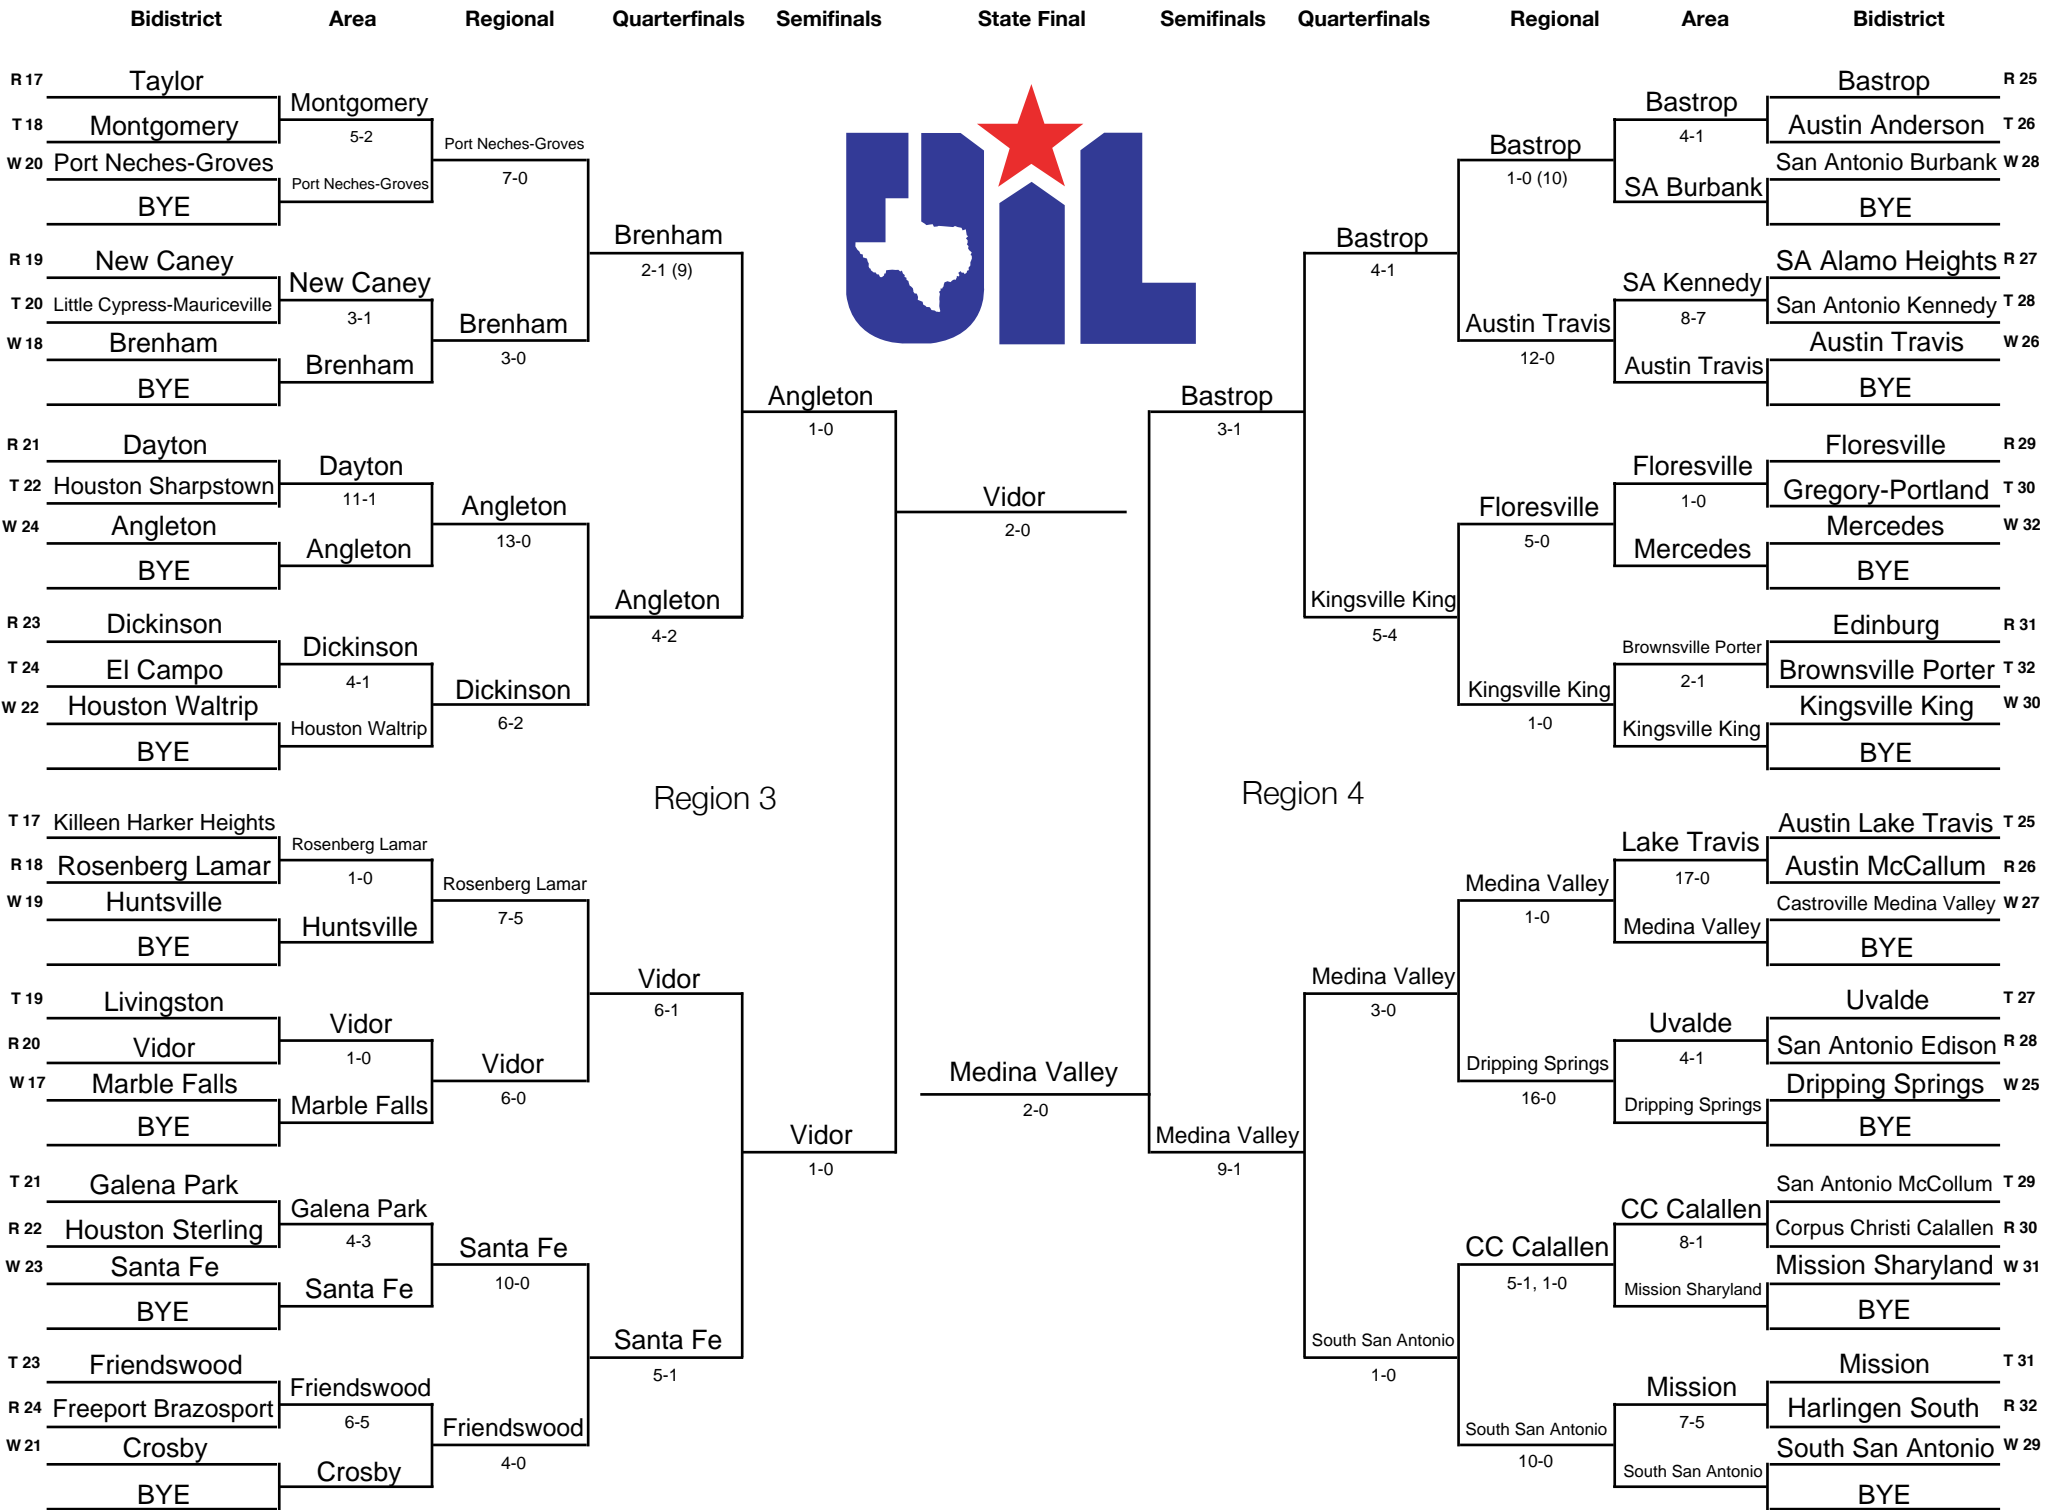 Bidistrict Area Regional Quarterfinals Semifinals State Final Semifinals Quarterfinals Regional Area Bidistrict
R 17 Taylor
Montgomery
T 18 Montgomery
5-2
Port Neches-Groves
W 20 Port Neches-Groves
7-0
Port Neches-Groves
BYE
Brenham
2-1 (9)
R 19 New Caney
New Caney
T 20 Little Cypress-Mauriceville
3-1
Brenham
W 18 Brenham
3-0
Brenham
BYE
Angleton
1-0
R 21 Dayton
Dayton
T 22 Houston Sharpstown
11-1
Angleton
W 24 Angleton
13-0
Angleton
BYE
Angleton
4-2
R 23 Dickinson
Dickinson
T 24 El Campo
4-1
Dickinson
W 22 Houston Waltrip
6-2
Houston Waltrip
BYE
Region 3
T 17 Killeen Harker Heights
Rosenberg Lamar
R 18 Rosenberg Lamar
1-0
Rosenberg Lamar
W 19 Huntsville
7-5
Huntsville
BYE
Vidor
6-1
T 19 Livingston
Vidor
R 20 Vidor
1-0
Vidor
W 17 Marble Falls
6-0
Marble Falls
BYE
Vidor
1-0
T 21 Galena Park
Galena Park
R 22 Houston Sterling
4-3
Santa Fe
W 23 Santa Fe
10-0
Santa Fe
BYE
Santa Fe
5-1
T 23 Friendswood
Friendswood
R 24 Freeport Brazosport
6-5
Friendswood
W 21 Crosby
4-0
Crosby
BYE
UIL
Vidor
2-0
Medina Valley
2-0
Bastrop R 25
Bastrop
Austin Anderson T 26
4-1
Bastrop
San Antonio Burbank W 28
1-0 (10)
SA Burbank
BYE
Bastrop
4-1
SA Alamo Heights R 27
SA Kennedy
San Antonio Kennedy T 28
8-7
Austin Travis
Austin Travis W 26
12-0
Austin Travis
BYE
Bastrop
3-1
Floresville R 29
Floresville
Gregory-Portland T 30
1-0
Floresville
Mercedes W 32
5-0
Mercedes
BYE
Kingsville King
5-4
Edinburg R 31
Brownsville Porter
Brownsville Porter T 32
2-1
Kingsville King
Kingsville King W 30
1-0
Kingsville King
BYE
Region 4
Austin Lake Travis T 25
Lake Travis
Austin McCallum R 26
17-0
Medina Valley
Castroville Medina Valley W 27
1-0
Medina Valley
BYE
Medina Valley
3-0
Uvalde T 27
Uvalde
San Antonio Edison R 28
4-1
Dripping Springs
Dripping Springs W 25
16-0
Dripping Springs
BYE
Medina Valley
9-1
San Antonio McCollum T 29
CC Calallen
Corpus Christi Calallen R 30
8-1
CC Calallen
Mission Sharyland W 31
5-1, 1-0
Mission Sharyland
BYE
South San Antonio
1-0
Mission T 31
Mission
Harlingen South R 32
7-5
South San Antonio
South San Antonio W 29
10-0
South San Antonio
BYE